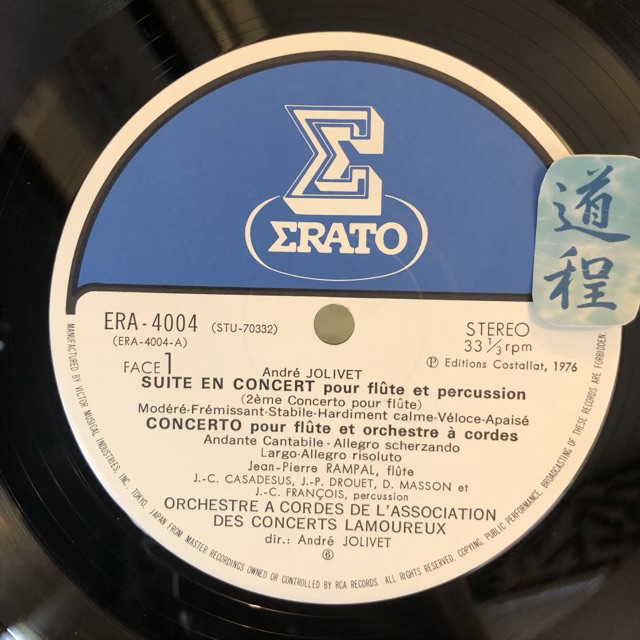 Σ
ΣRATO
道程
ERA-4004 (STU-70332)
(ERA-4004-A)
FACE 1
STEREO
33 1/3 rpm
℗ Editions Costallat, 1976
André JOLIVET
SUITE EN CONCERT pour flûte et percussion
(2ème Concerto pour flûte)
Modéré-Frémissant-Stabile-Hardiment calme-Véloce-Apaisé
CONCERTO pour flûte et orchestre à cordes
Andante Cantabile-Allegro scherzando
Largo-Allegro risoluto
Jean-Pierre RAMPAL, flûte
J.-C. CASADESUS, J.-P. DROUET, D. MASSON et
J.-C. FRANÇOIS, percussion
ORCHESTRE A CORDES DE L'ASSOCIATION
DES CONCERTS LAMOUREUX
dir.: André JOLIVET
⑥
MANUFACTURED BY VICTOR MUSICAL INDUSTRIES, INC. TOKYO, JAPAN FROM MASTER RECORDINGS OWNED OR CONTROLLED BY RCA RECORDS. ALL RIGHTS RESERVED, COPYING, PUBLIC PERFORMANCE, BROADCASTING OF THESE RECORDS ARE FORBIDDEN.